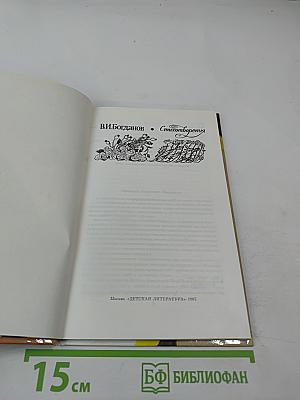 В.И.Богданов • Стихотворения
Москва «ДЕТСКАЯ ЛИТЕРАТУРА» 1987
15 см
БФ БИБЛИОФАН